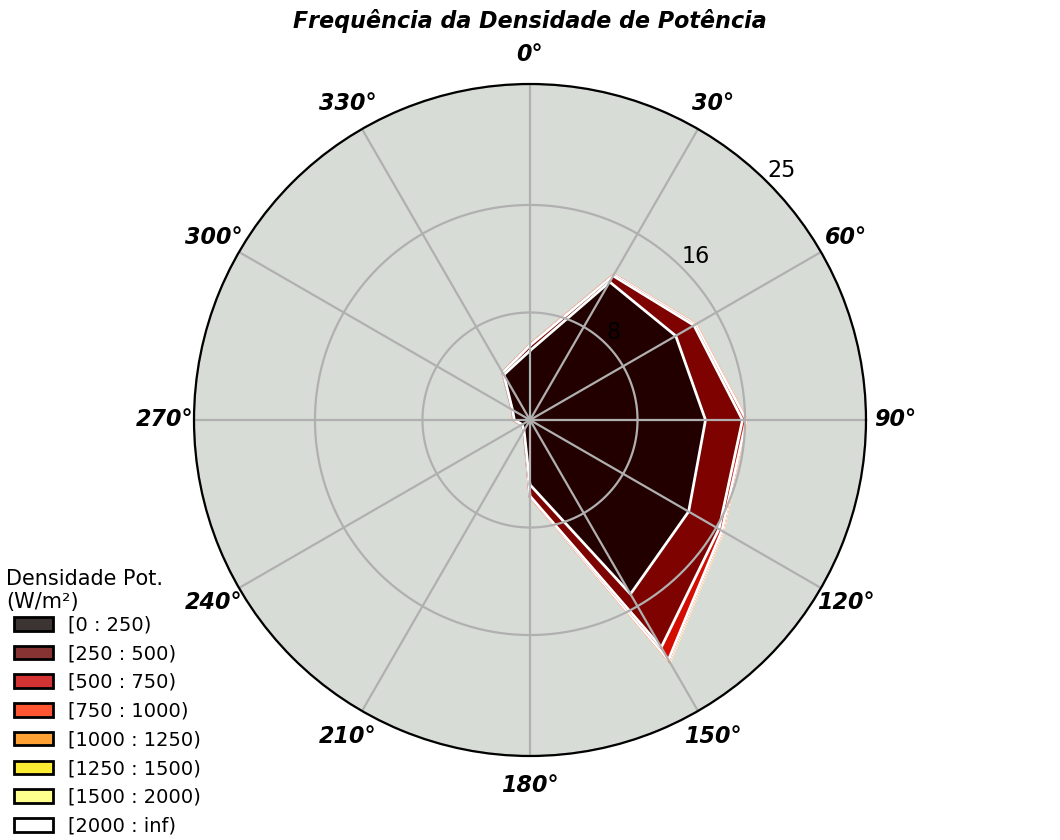 Frequência da Densidade de Potência
0°
330°
30°
25
300°
60°
16
8
270°
90°
240°
120°
210°
150°
180°
Densidade Pot.
(W/m²)
[0 : 250)
[250 : 500)
[500 : 750)
[750 : 1000)
[1000 : 1250)
[1250 : 1500)
[1500 : 2000)
[2000 : inf)